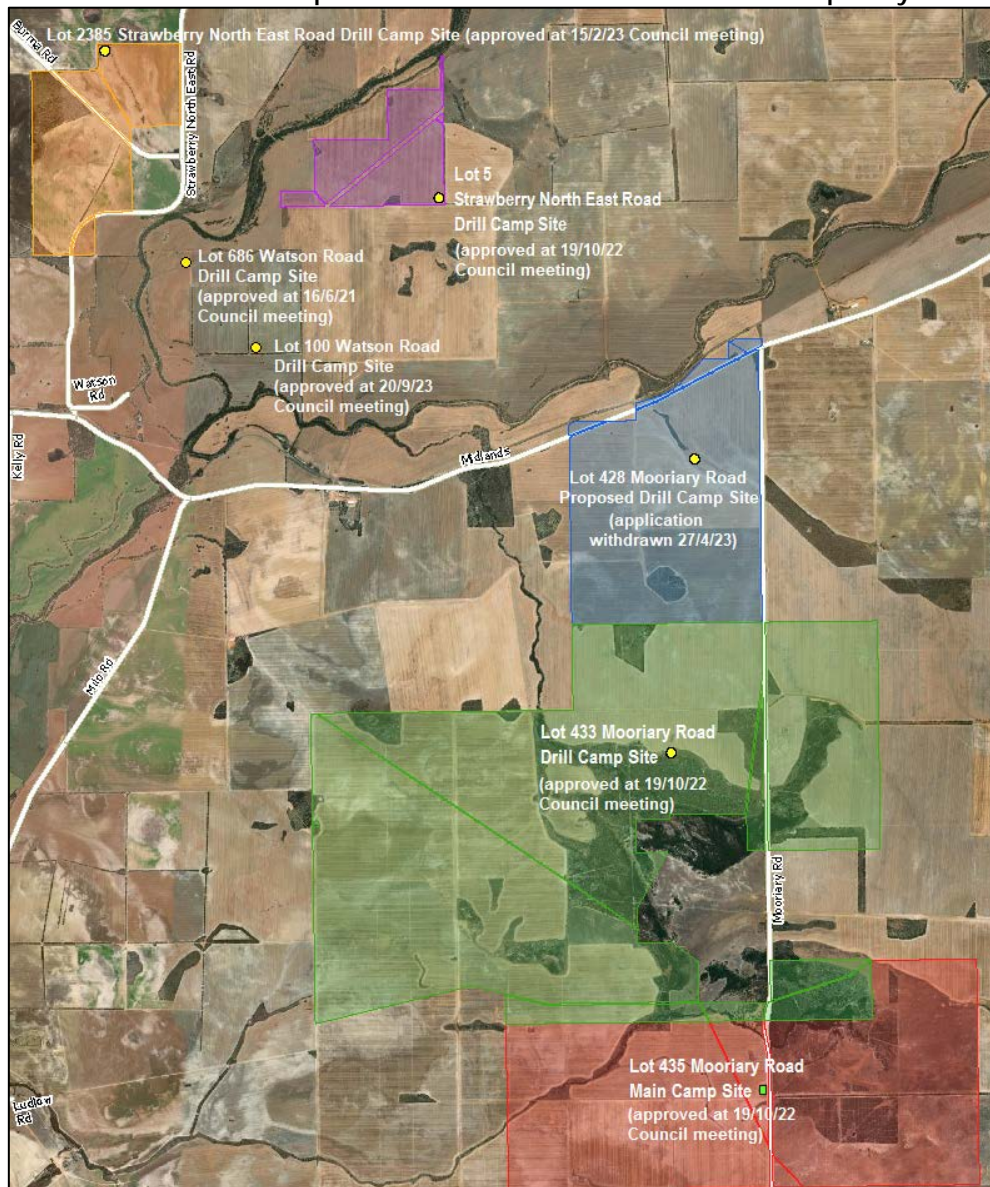 Lot 2385 Strawberry North East Road Drill Camp Site (approved at 15/2/23 Council meeting)
Burma Rd
Strawberry North East Rd
Lot 5
Strawberry North East Road
Drill Camp Site
(approved at 19/10/22
Council meeting)
Lot 686 Watson Road
Drill Camp Site
(approved at 16/6/21
Council meeting)
Lot 100 Watson Road
Drill Camp Site
(approved at 20/9/23
Council meeting)
Watson
Rd
Kelly Rd
Midlands
Lot 428 Mooriary Road
Proposed Drill Camp Site
(application
withdrawn 27/4/23)
Milo Rd
Lot 433 Mooriary Road
Drill Camp Site
(approved at 19/10/22
Council meeting)
Mooriary Rd
Lot 435 Mooriary Road
Main Camp Site
(approved at 19/10/22
Council meeting)
Ludlow
Rd